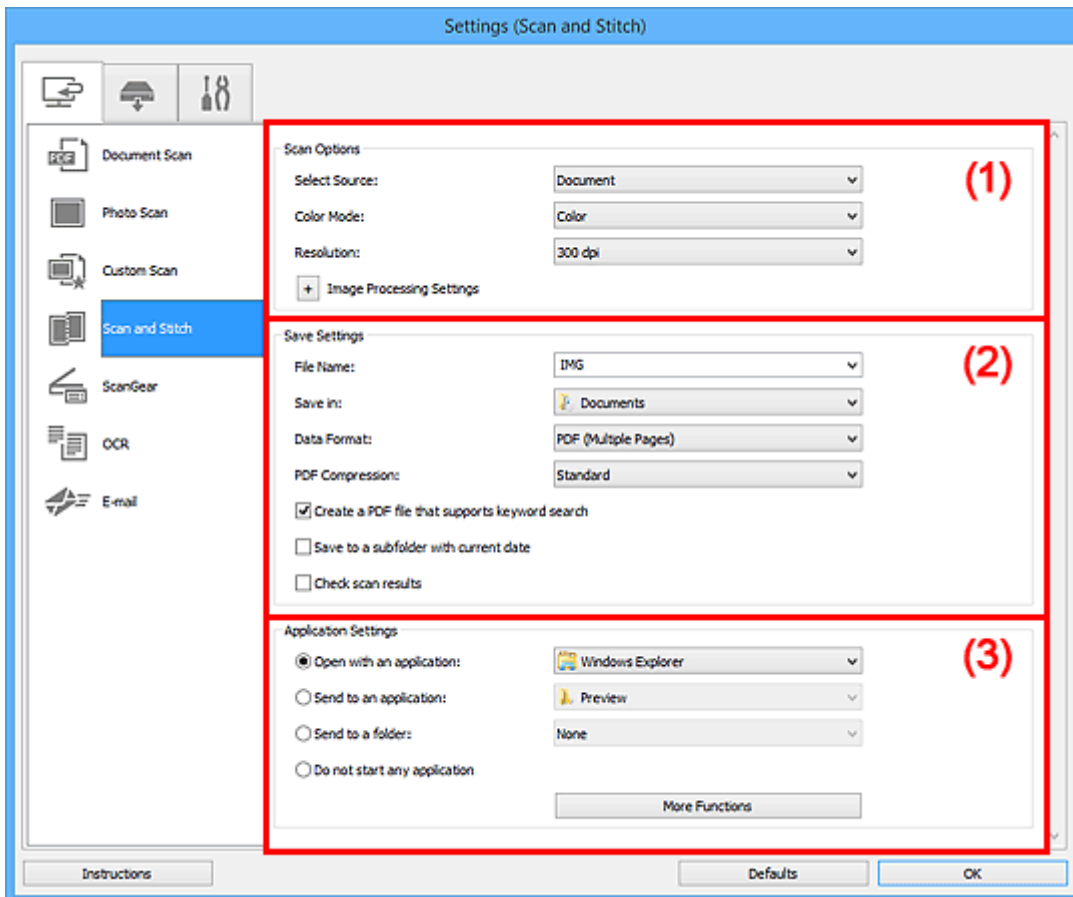 Settings (Scan and Stitch)
Document Scan
Photo Scan
Custom Scan
Scan and Stitch
ScanGear
OCR
E-mail
Scan Options
(1)
Select Source: Document
Color Mode: Color
Resolution: 300 dpi
+ Image Processing Settings
Save Settings
(2)
File Name: IMG
Save in: Documents
Data Format: PDF (Multiple Pages)
PDF Compression: Standard
Create a PDF file that supports keyword search
Save to a subfolder with current date
Check scan results
Application Settings
(3)
Open with an application: Windows Explorer
Send to an application: Preview
Send to a folder: None
Do not start any application
More Functions
Instructions Defaults OK